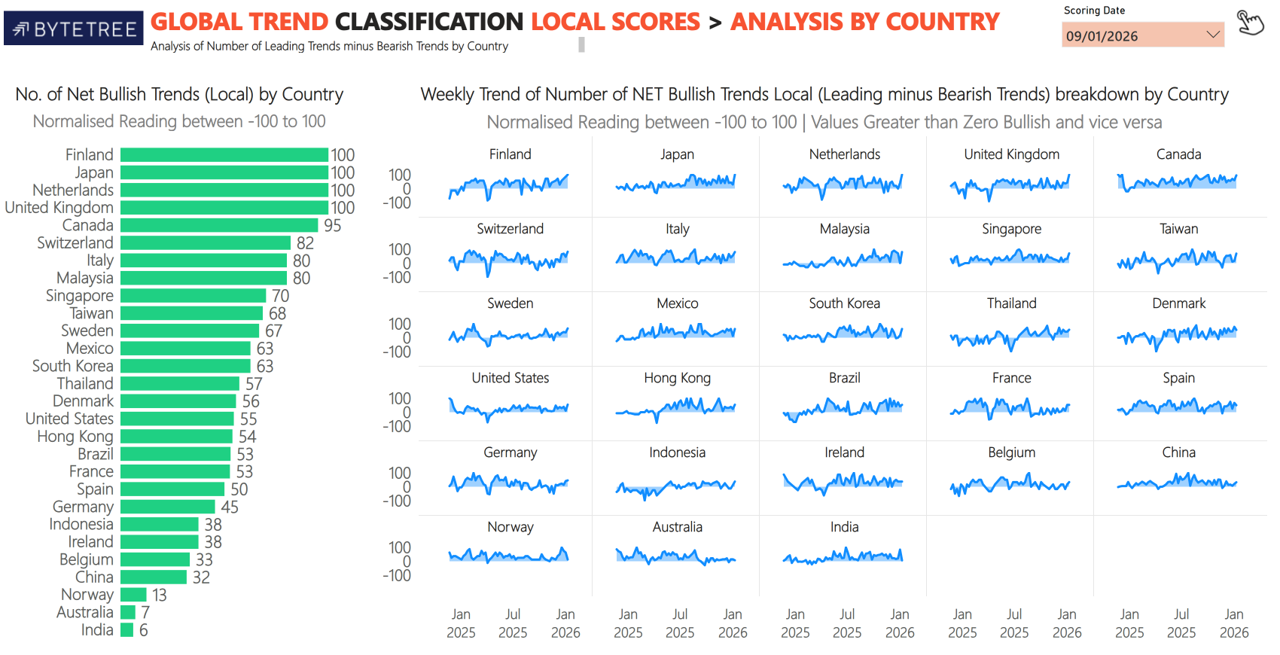 BYTETREE
GLOBAL TREND CLASSIFICATION LOCAL SCORES > ANALYSIS BY COUNTRY
Analysis of Number of Leading Trends minus Bearish Trends by Country
Scoring Date
09/01/2026
No. of Net Bullish Trends (Local) by Country
Normalised Reading between -100 to 100
Finland 100
Japan 100
Netherlands 100
United Kingdom 100
Canada 95
Switzerland 82
Italy 80
Malaysia 80
Singapore 70
Taiwan 68
Sweden 67
Mexico 63
South Korea 63
Thailand 57
Denmark 56
United States 55
Hong Kong 54
Brazil 53
France 53
Spain 50
Germany 45
Indonesia 38
Ireland 38
Belgium 33
China 32
Norway 13
Australia 7
India 6
Weekly Trend of Number of NET Bullish Trends Local (Leading minus Bearish Trends) breakdown by Country
Normalised Reading between -100 to 100 | Values Greater than Zero Bullish and vice versa
Finland Japan Netherlands United Kingdom Canada
100
0
-100
Switzerland Italy Malaysia Singapore Taiwan
100
0
-100
Sweden Mexico South Korea Thailand Denmark
100
0
-100
United States Hong Kong Brazil France Spain
100
0
-100
Germany Indonesia Ireland Belgium China
100
0
-100
Norway Australia India
100
0
-100
Jan Jul Jan Jan Jul Jan Jan Jul Jan Jan Jul Jan Jan Jul Jan
2025 2025 2026 2025 2025 2026 2025 2025 2026 2025 2025 2026 2025 2025 2026